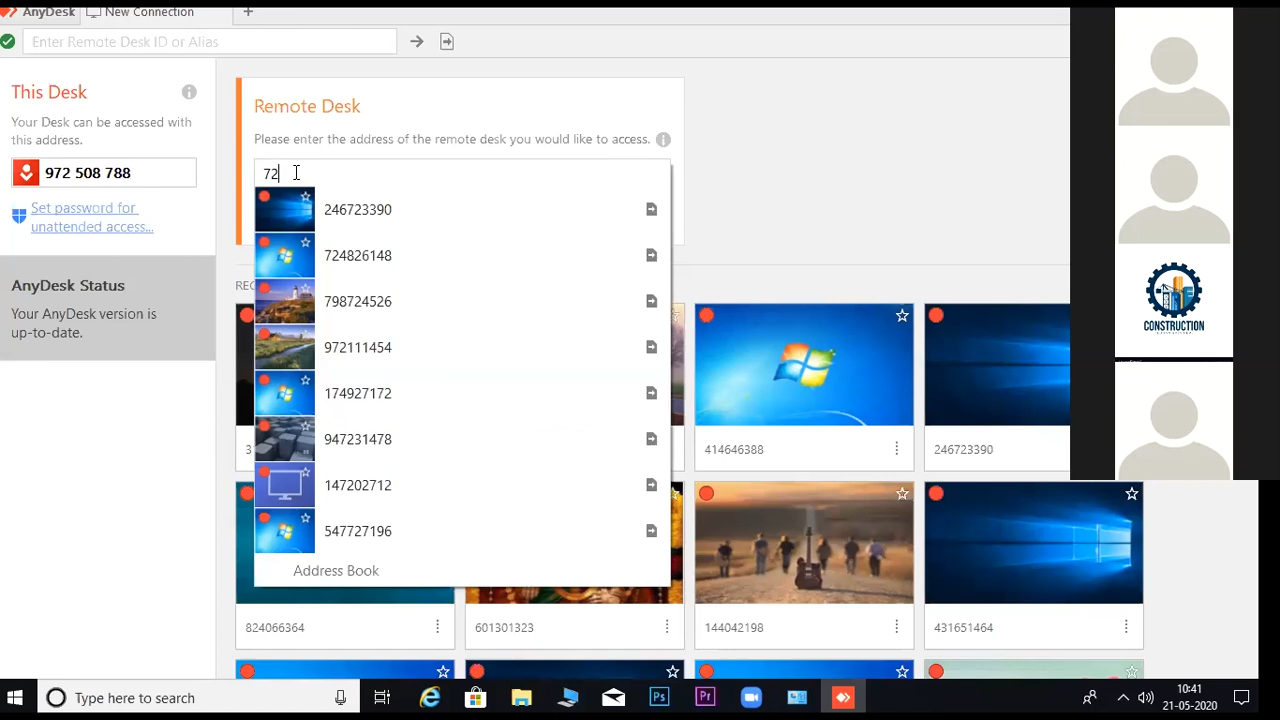 AnyDesk
New Connection
+
Enter Remote Desk ID or Alias
This Desk
Your Desk can be accessed with
this address.
972 508 788
Set password for
unattended access...
AnyDesk Status
Your AnyDesk version is
up-to-date.
Remote Desk
Please enter the address of the remote desk you would like to access.
72
246723390
724826148
798724526
972111454
174927172
947231478
147202712
547727196
Address Book
414646388
246723390
824066364
601301323
144042198
431651464
CONSTRUCTION
Type here to search
Ps
Pr
10:41
21-05-2020